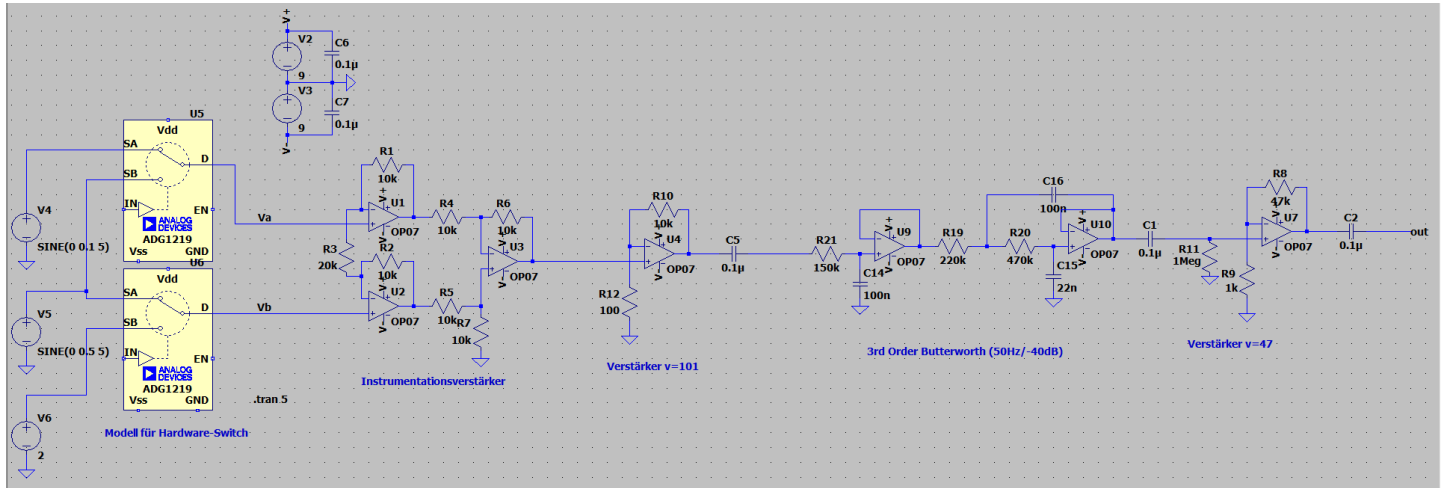 V+
V2
9
C6
0.1µ
V3
9
C7
0.1µ
V-
U5
Vdd
SA
D
SB
IN
EN
ANALOG
DEVICES
ADG1219
Vss
GND
V4
SINE(0 0.1 5)
U6
Vdd
SA
D
SB
IN
EN
ANALOG
DEVICES
ADG1219
Vss
GND
V5
SINE(0 0.5 5)
V6
2
Modell für Hardware-Switch
.tran 5
Va
Vb
R1
10k
V+
U1
V-
OP07
R3
20k
R2
10k
V+
U2
V-
OP07
R4
10k
R6
10k
R5
10k
R7
10k
V+
U3
V-
OP07
Instrumentationsverstärker
R10
10k
V+
U4
V-
OP07
R12
100
Verstärker v=101
C5
0.1µ
R21
150k
C14
100n
V+
U9
V-
OP07
R19
220k
R20
470k
C16
100n
C15
22n
V+
U10
V-
OP07
3rd Order Butterworth (50Hz/-40dB)
C1
0.1µ
R11
1Meg
R8
47k
V+
U7
V-
OP07
R9
1k
Verstärker v=47
C2
0.1µ
out